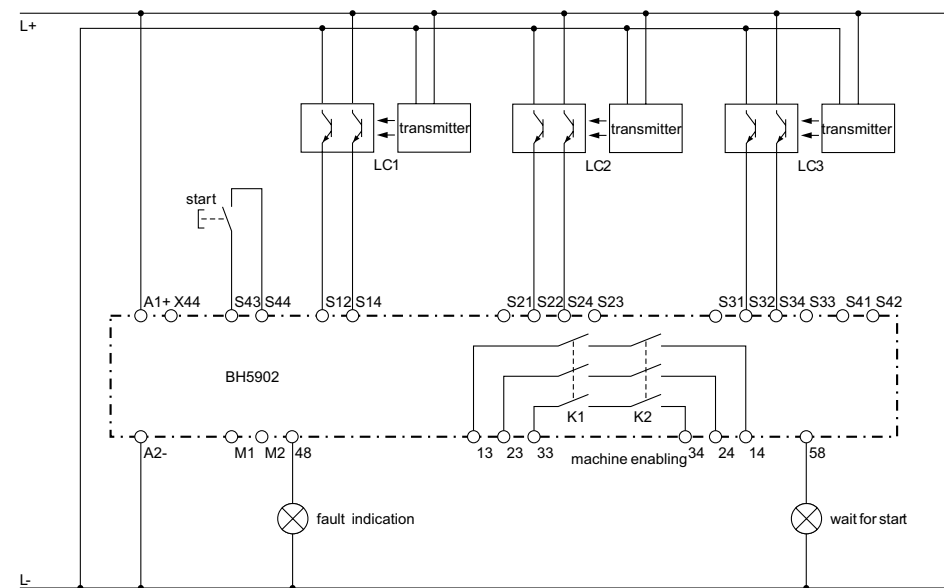 L+
transmitter transmitter transmitter
LC1 LC2 LC3
start
A1+ X44 S43 S44 S12 S14 S21 S22 S24 S23 S31 S32 S34 S33 S41 S42
BH5902
K1 K2
A2- M1 M2 48 13 23 33 machine enabling 34 24 14 58
fault indication wait for start
L-